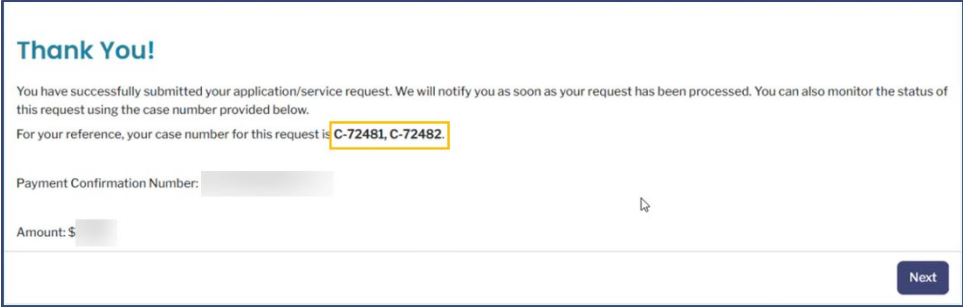 Thank You!
You have successfully submitted your application/service request. We will notify you as soon as your request has been processed. You can also monitor the status of
this request using the case number provided below.
For your reference, your case number for this request is C-72481, C-72482.
Payment Confirmation Number:
Amount: $
Next